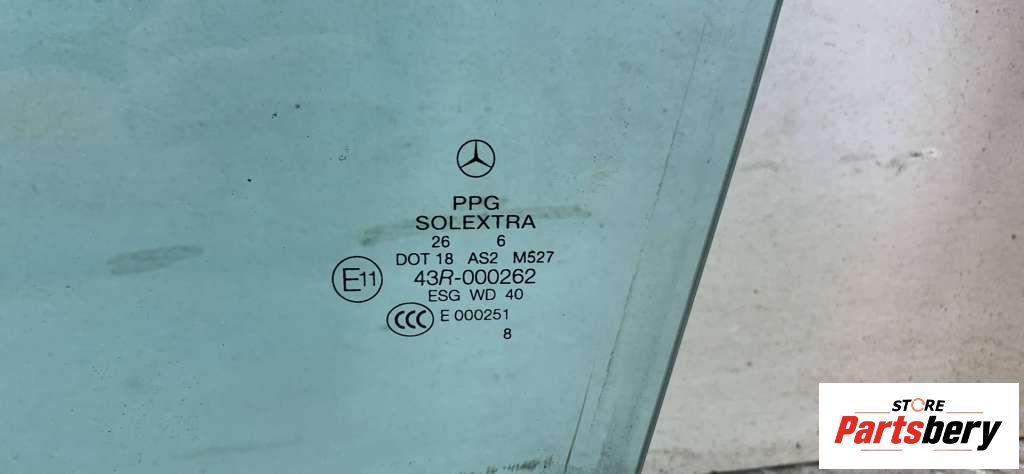 PPG
SOLEXTRA
26 6
DOT 18 AS2 M527
E11 43R-000262
ESG WD 40
CCC E 000251
8
STORE
Partsbery